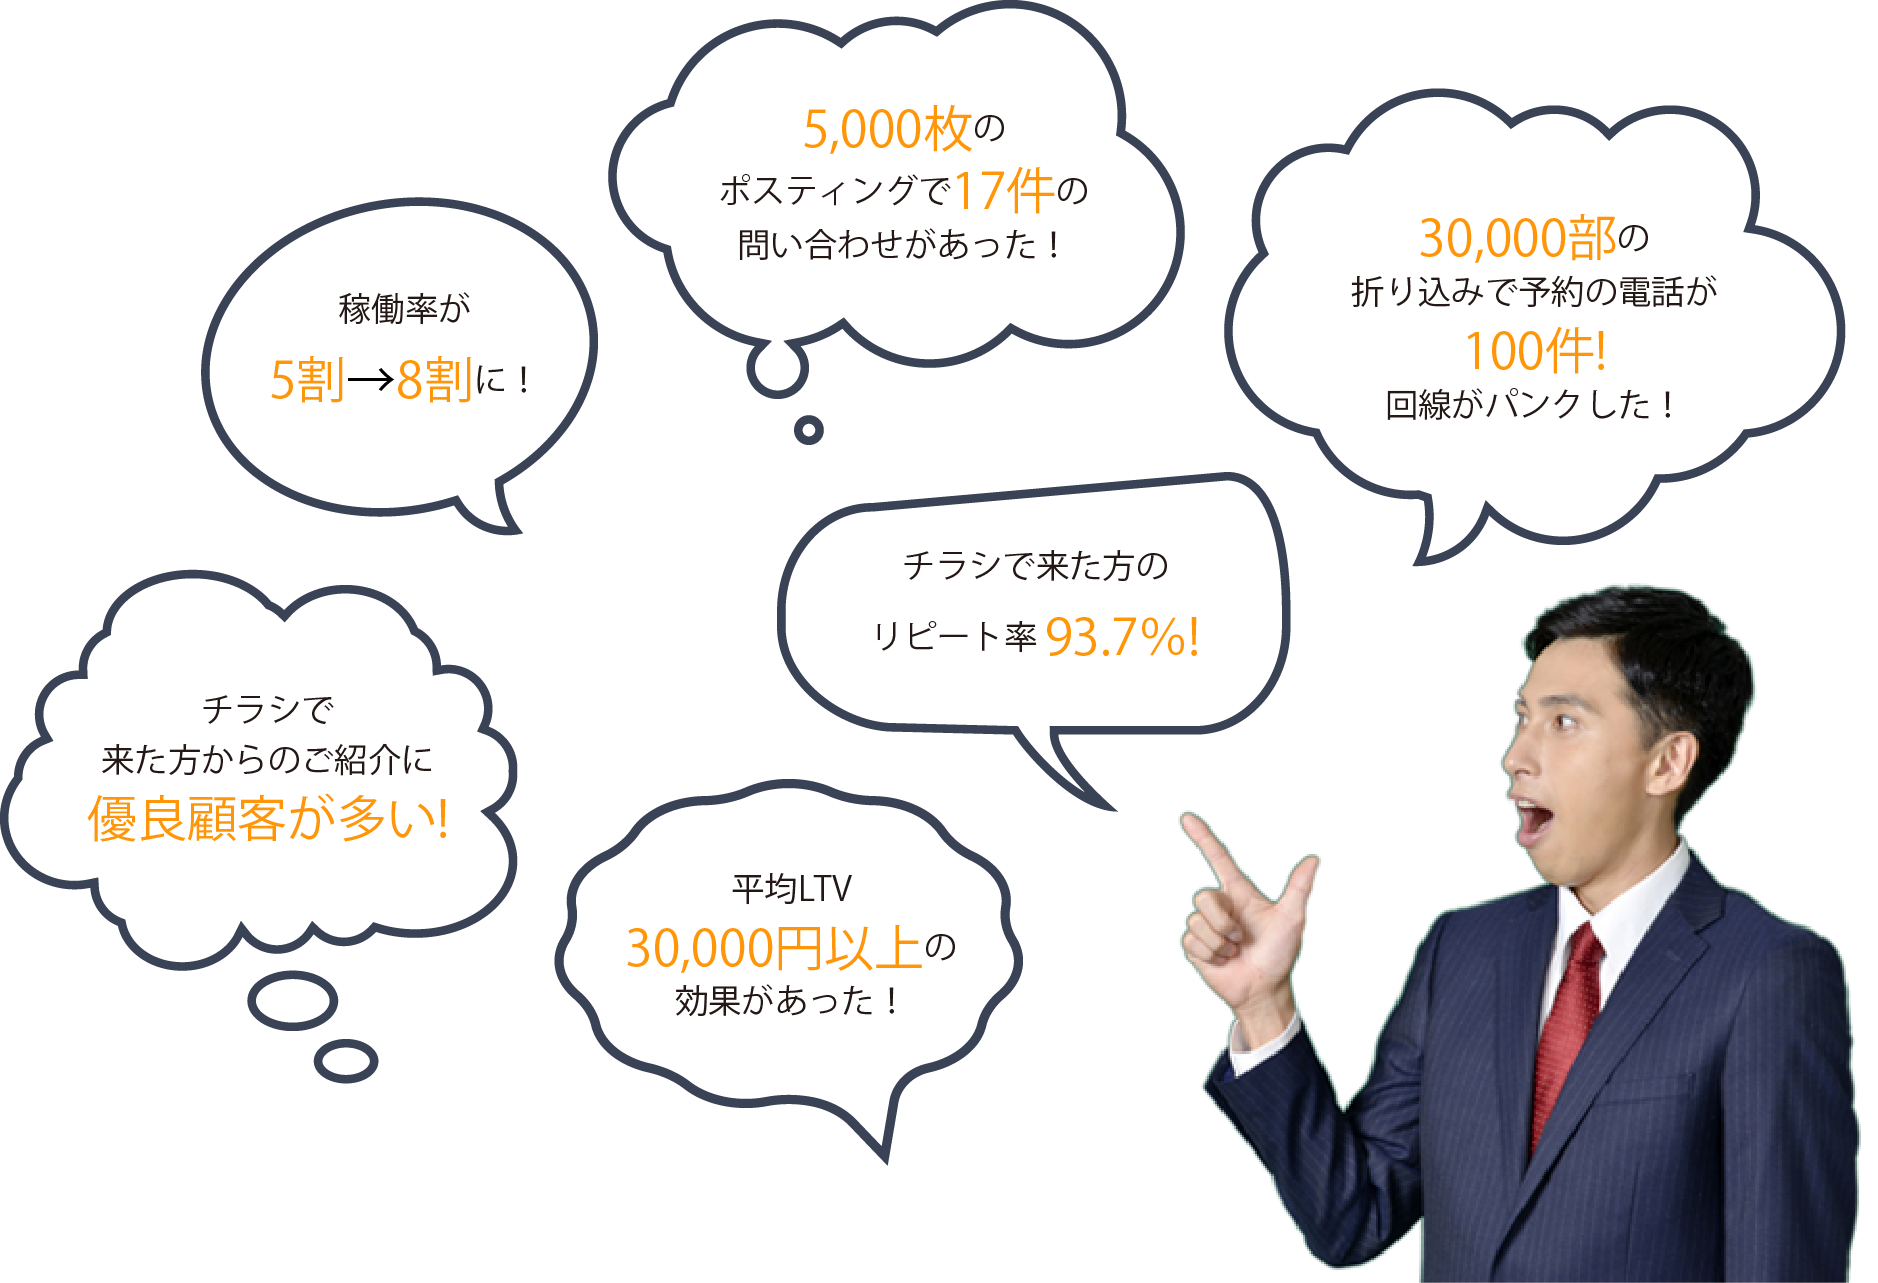 5,000枚の
ポスティングで17件の
問い合わせがあった！
30,000部の
折り込みで予約の電話が
100件!
回線がパンクした！
稼働率が
5割→8割に！
チラシで来た方の
リピート率 93.7%!
チラシで
来た方からのご紹介に
優良顧客が多い!
平均LTV
30,000円以上の
効果があった！